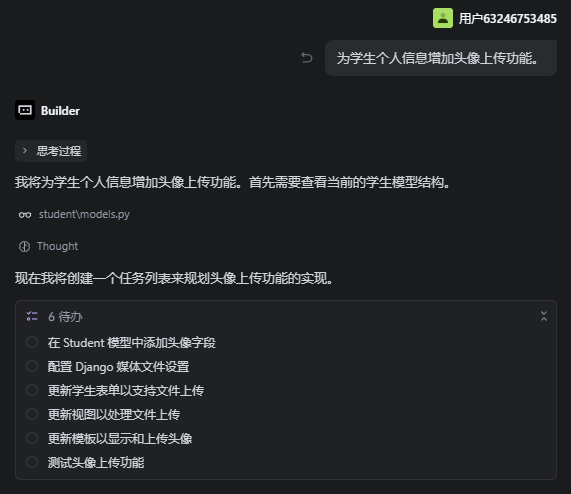 用户63246753485
为学生个人信息增加头像上传功能。
Builder
思考过程
我将为学生个人信息增加头像上传功能。首先需要查看当前的学生模型结构。
student\models.py
Thought
现在我将创建一个任务列表来规划头像上传功能的实现。
6 待办
在 Student 模型中添加头像字段
配置 Django 媒体文件设置
更新学生表单以支持文件上传
更新视图以处理文件上传
更新模板以显示和上传头像
测试头像上传功能